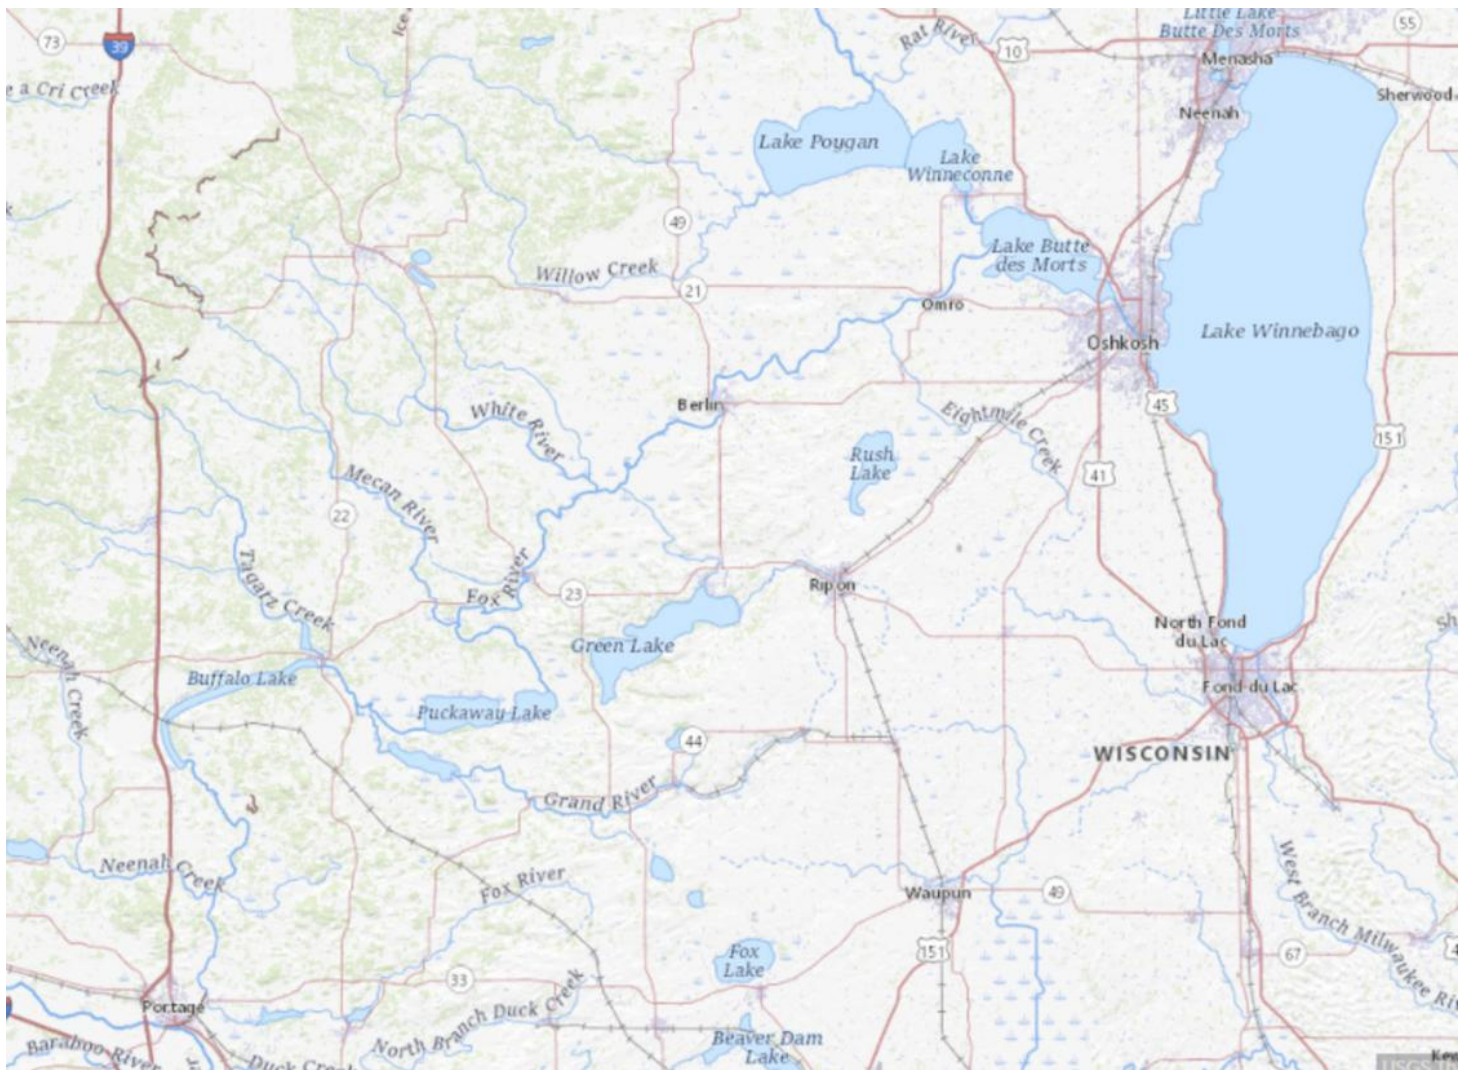 Little Lake
Butte Des Morts
55
73
39
Rat River
10
Menasha
e a Cri Creek
Sherwood
Neenah
Lake Poygan
Lake
Winneconne
49
Lake Butte
des Morts
Willow Creek
21
Omro
Lake Winnebago
Oshkosh
Berlin
45
White River
Eightmile Creek
151
Rush
Lake
41
Mecan River
22
Tagatz Creek
Fox River
23
Ripon
North Fond
du Lac
Neenah Creek
Green Lake
Buffalo Lake
Fond du Lac
Puckaway Lake
44
WISCONSIN
Grand River
Neenah Creek
Fox River
Waupun
49
West Branch Milwaukee
Fox
Lake
151
67
33
Portage
North Branch Duck Creek
Beaver Dam
Lake
Baraboo River
Duck
USGS